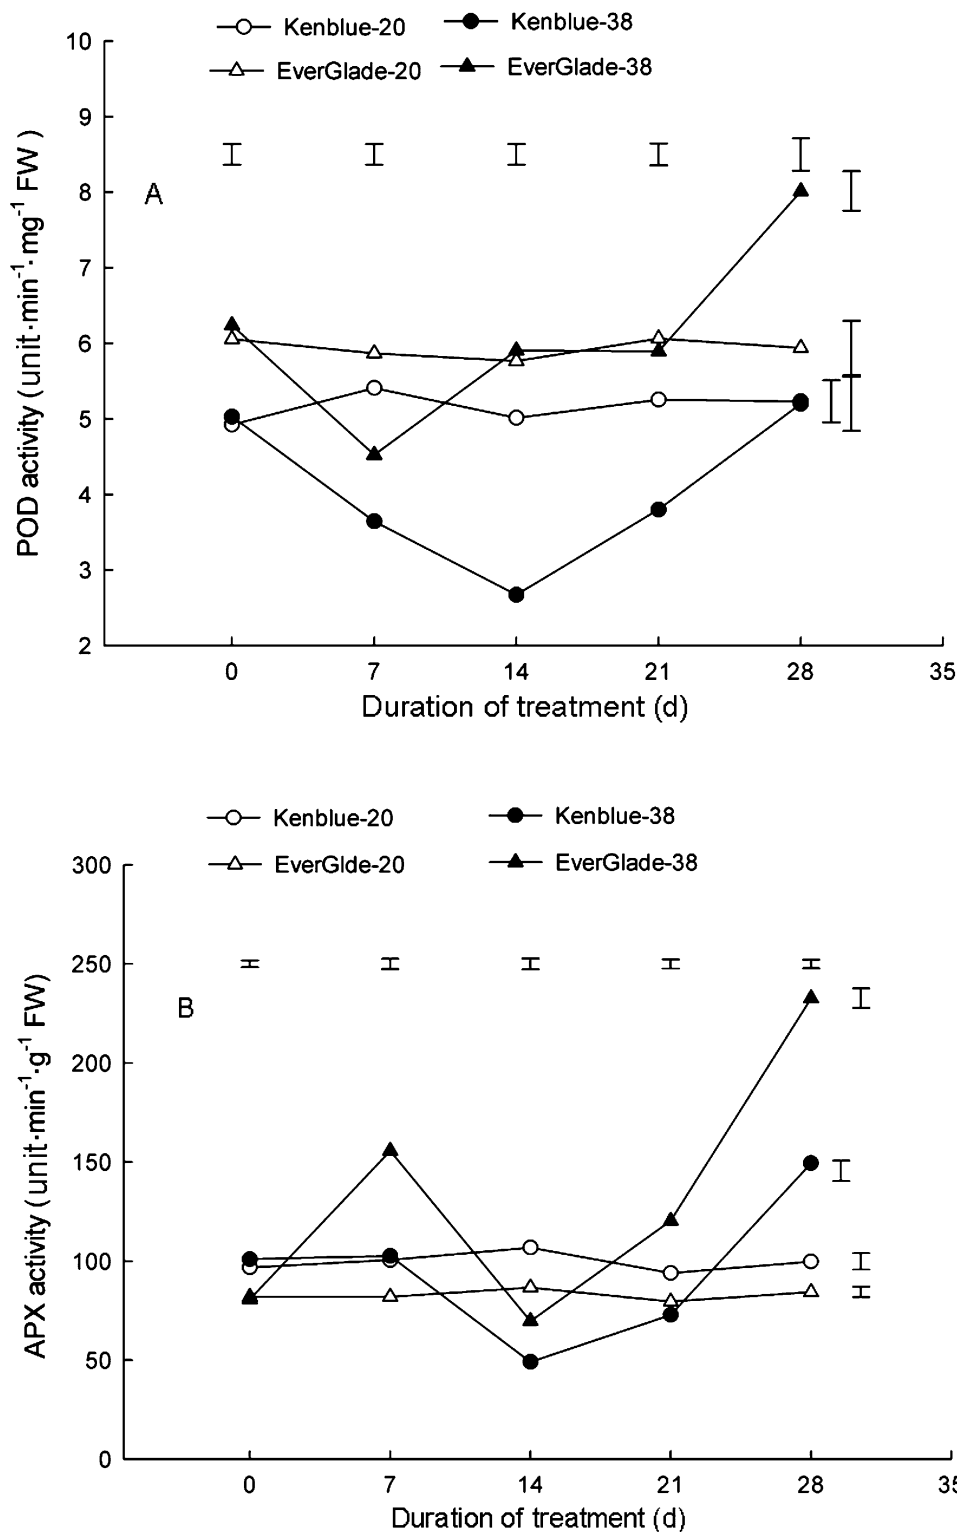 Kenblue-20 Kenblue-38
EverGlade-20 EverGlade-38
10
9
8
7
6
5
4
3
2
A
POD activity (unit·min⁻¹·mg⁻¹ FW )
0 7 14 21 28 35
Duration of treatment (d)
Kenblue-20 Kenblue-38
EverGlde-20 EverGlade-38
300
250
200
150
100
50
0
B
APX activity (unit·min⁻¹·g⁻¹ FW)
0 7 14 21 28
Duration of treatment (d)